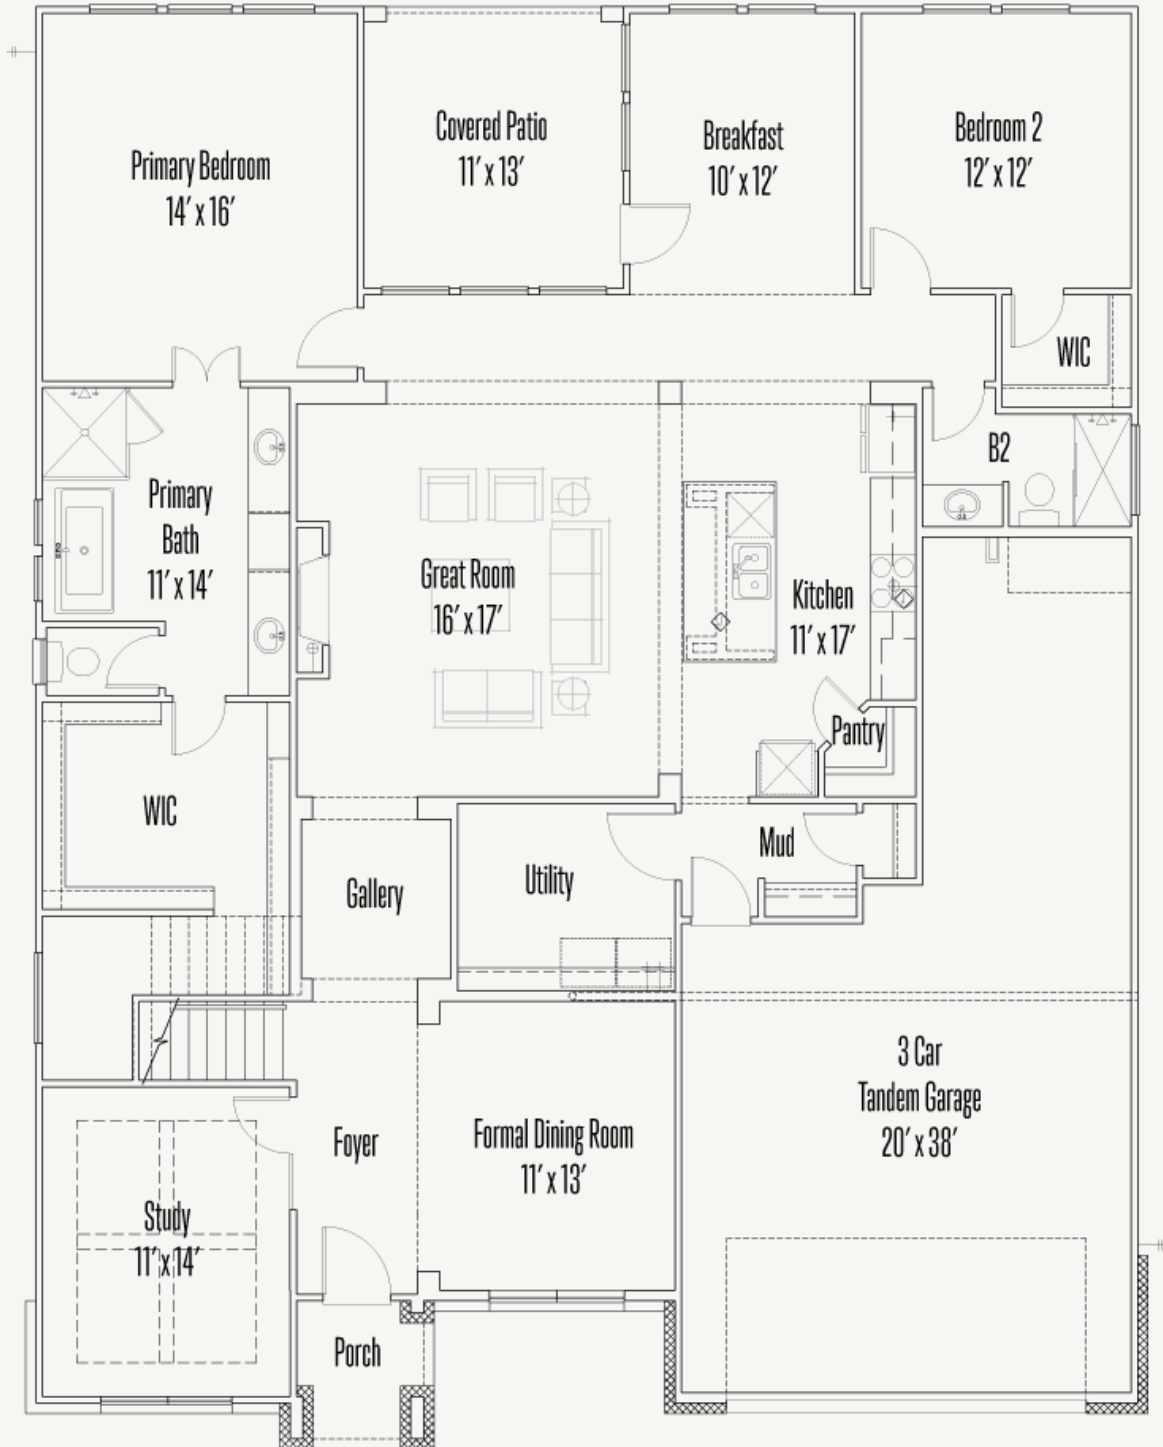 Primary Bedroom
14' x 16'
Covered Patio
11' x 13'
Breakfast
10' x 12'
Bedroom 2
12' x 12'
WIC
B2
Primary
Bath
11' x 14'
Great Room
16' x 17'
Kitchen
11' x 17'
Pantry
WIC
Gallery
Utility
Mud
3 Car
Tandem Garage
20' x 38'
Foyer
Formal Dining Room
11' x 13'
Study
11' x 14'
Porch